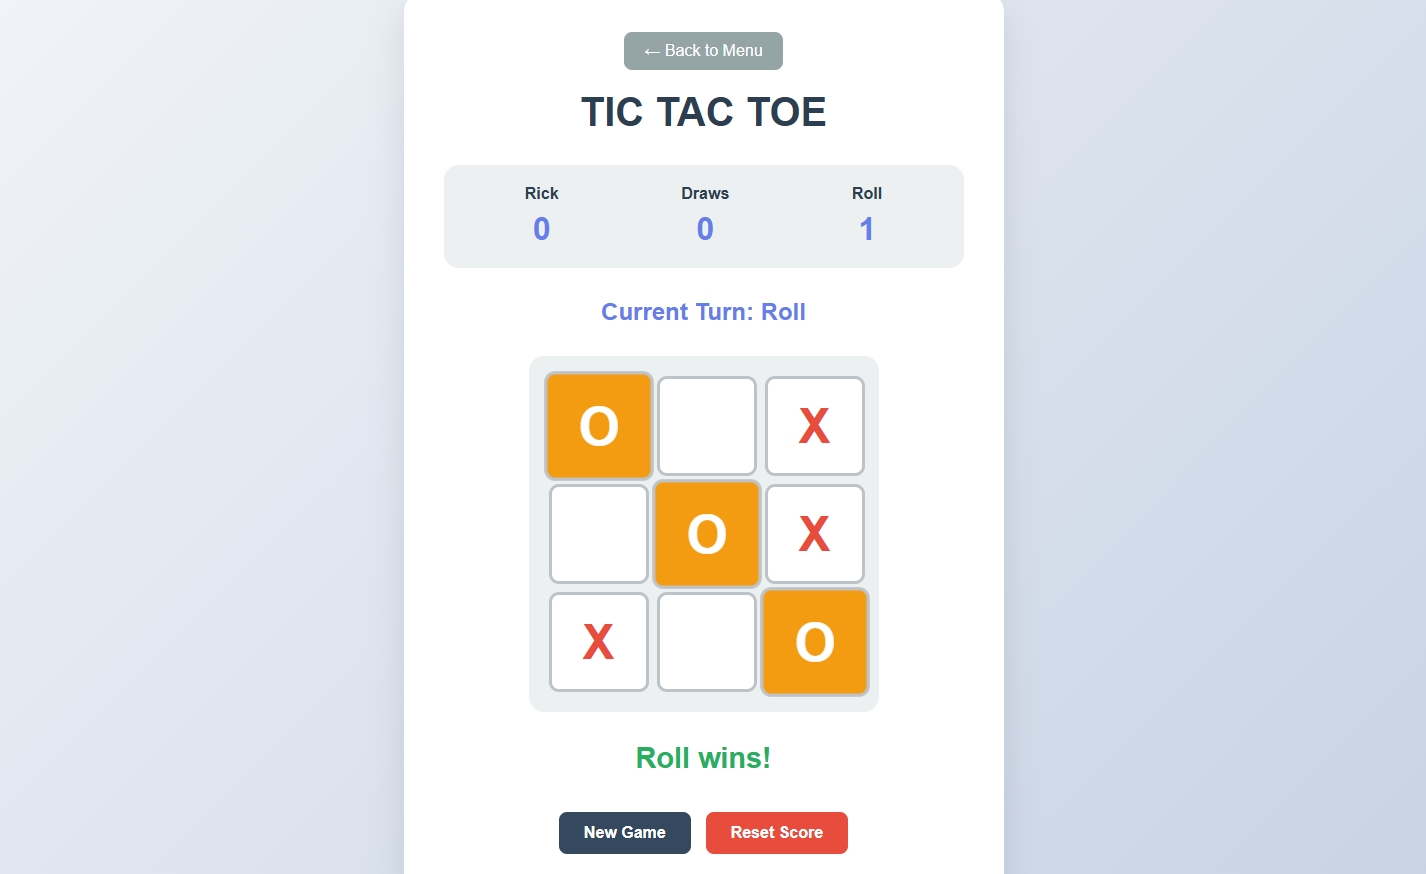 ← Back to Menu
TIC TAC TOE
Rick Draws Roll
0 0 1
Current Turn: Roll
O X
O X
X O
Roll wins!
New Game Reset Score